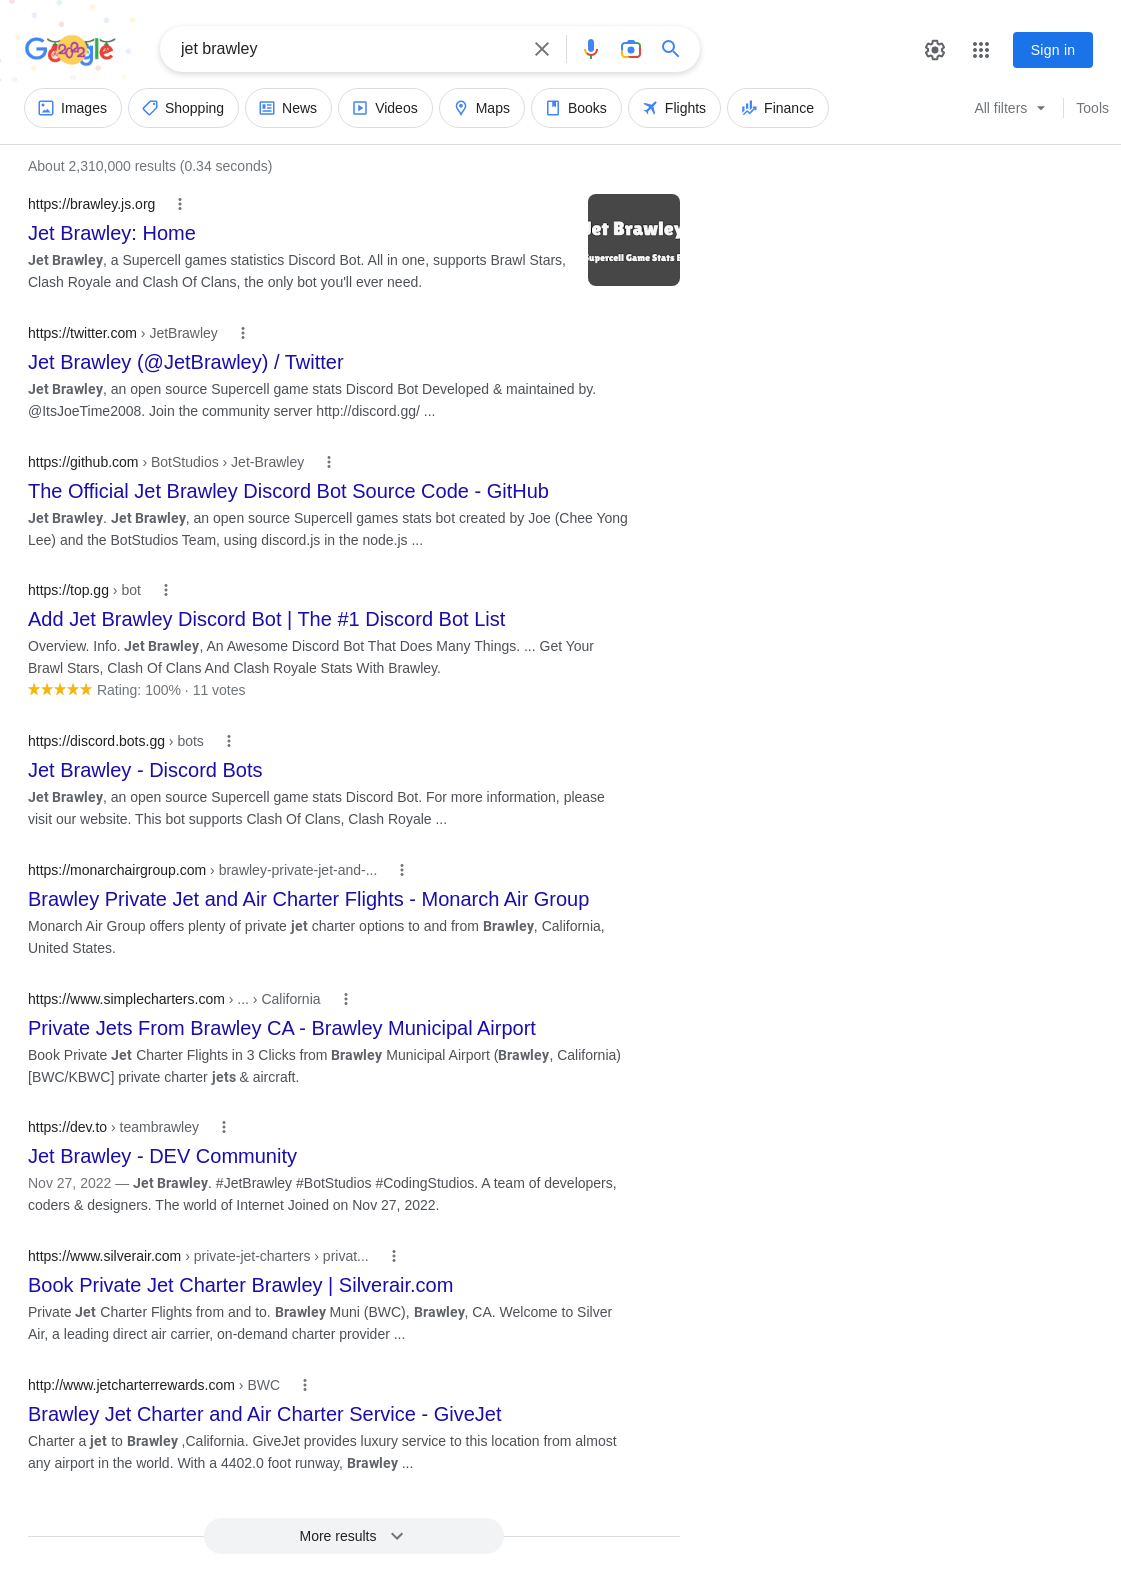 Google
jet brawley
Sign in
Images
Shopping
News
Videos
Maps
Books
Flights
Finance
All filters
Tools
About 2,310,000 results (0.34 seconds)
https://brawley.js.org
Jet Brawley: Home
Jet Brawley, a Supercell games statistics Discord Bot. All in one, supports Brawl Stars,
Clash Royale and Clash Of Clans, the only bot you'll ever need.
Jet Brawley
Supercell Game Stats
https://twitter.com › JetBrawley
Jet Brawley (@JetBrawley) / Twitter
Jet Brawley, an open source Supercell game stats Discord Bot Developed & maintained by.
@ItsJoeTime2008. Join the community server http://discord.gg/ ...
https://github.com › BotStudios › Jet-Brawley
The Official Jet Brawley Discord Bot Source Code - GitHub
Jet Brawley. Jet Brawley, an open source Supercell games stats bot created by Joe (Chee Yong
Lee) and the BotStudios Team, using discord.js in the node.js ...
https://top.gg › bot
Add Jet Brawley Discord Bot | The #1 Discord Bot List
Overview. Info. Jet Brawley, An Awesome Discord Bot That Does Many Things. ... Get Your
Brawl Stars, Clash Of Clans And Clash Royale Stats With Brawley.
Rating: 100% · 11 votes
https://discord.bots.gg › bots
Jet Brawley - Discord Bots
Jet Brawley, an open source Supercell game stats Discord Bot. For more information, please
visit our website. This bot supports Clash Of Clans, Clash Royale ...
https://monarchairgroup.com › brawley-private-jet-and-...
Brawley Private Jet and Air Charter Flights - Monarch Air Group
Monarch Air Group offers plenty of private jet charter options to and from Brawley, California,
United States.
https://www.simplecharters.com › ... › California
Private Jets From Brawley CA - Brawley Municipal Airport
Book Private Jet Charter Flights in 3 Clicks from Brawley Municipal Airport (Brawley, California)
[BWC/KBWC] private charter jets & aircraft.
https://dev.to › teambrawley
Jet Brawley - DEV Community
Nov 27, 2022 — Jet Brawley. #JetBrawley #BotStudios #CodingStudios. A team of developers,
coders & designers. The world of Internet Joined on Nov 27, 2022.
https://www.silverair.com › private-jet-charters › privat...
Book Private Jet Charter Brawley | Silverair.com
Private Jet Charter Flights from and to. Brawley Muni (BWC), Brawley, CA. Welcome to Silver
Air, a leading direct air carrier, on-demand charter provider ...
http://www.jetcharterrewards.com › BWC
Brawley Jet Charter and Air Charter Service - GiveJet
Charter a jet to Brawley ,California. GiveJet provides luxury service to this location from almost
any airport in the world. With a 4402.0 foot runway, Brawley ...
More results